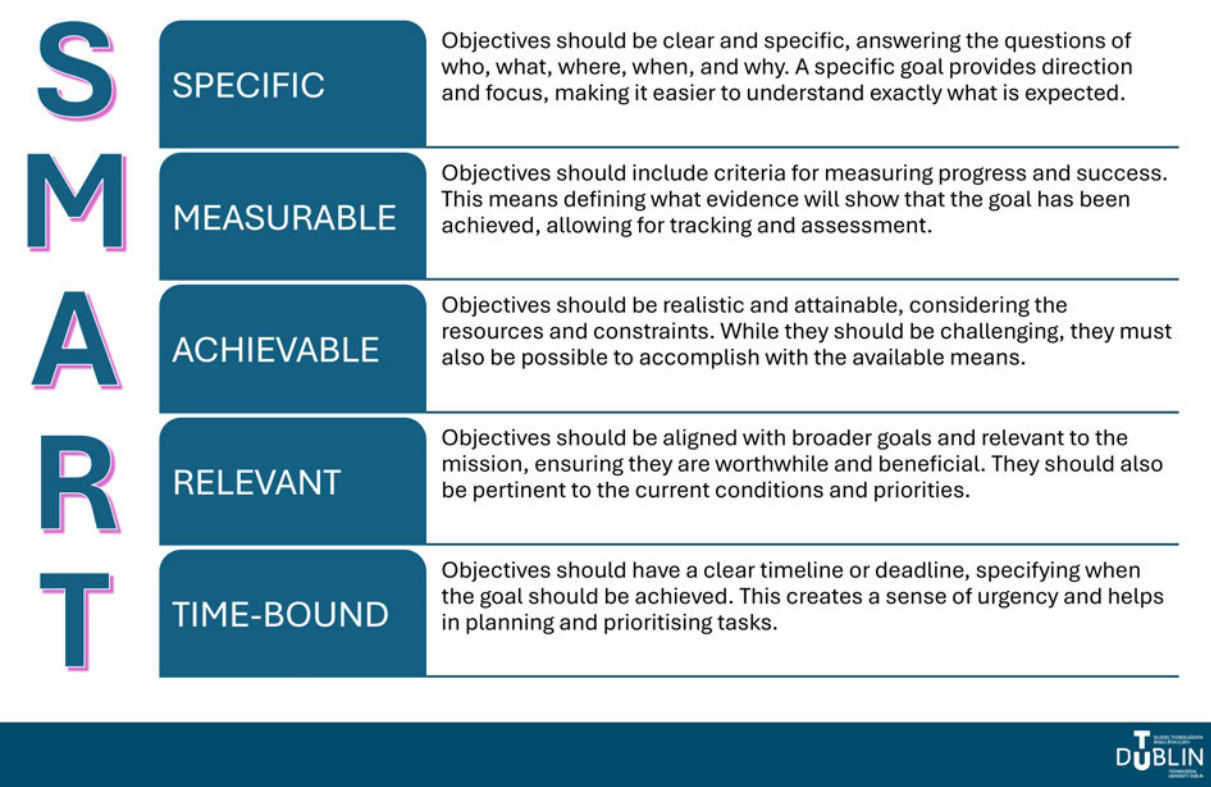 S
SPECIFIC
Objectives should be clear and specific, answering the questions of
who, what, where, when, and why. A specific goal provides direction
and focus, making it easier to understand exactly what is expected.
M
MEASURABLE
Objectives should include criteria for measuring progress and success.
This means defining what evidence will show that the goal has been
achieved, allowing for tracking and assessment.
A
ACHIEVABLE
Objectives should be realistic and attainable, considering the
resources and constraints. While they should be challenging, they must
also be possible to accomplish with the available means.
R
RELEVANT
Objectives should be aligned with broader goals and relevant to the
mission, ensuring they are worthwhile and beneficial. They should also
be pertinent to the current conditions and priorities.
T
TIME-BOUND
Objectives should have a clear timeline or deadline, specifying when
the goal should be achieved. This creates a sense of urgency and helps
in planning and prioritising tasks.
T
DUBLIN
TECHNOLOGICAL
UNIVERSITY DUBLIN